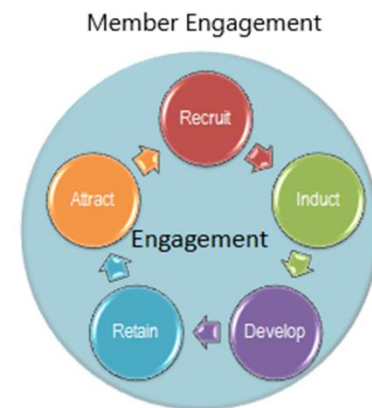 Member Engagement
Recruit
Attract
Induct
Engagement
Retain
Develop